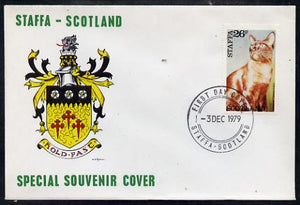 STAFFA - SCOTLAND
STAFFA
26P
FIRST DAY OF ISSUE
-3 DEC 1979
STAFFA-SCOTLAND
HOLD-FAST
SPECIAL SOUVENIR COVER